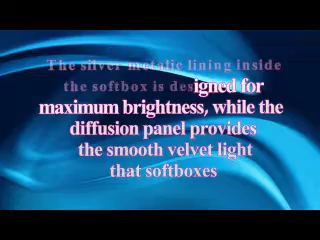 The silver metalic lining inside
the softbox is designed for
maximum brightness, while the
diffusion panel provides
the smooth velvet light
that softboxes